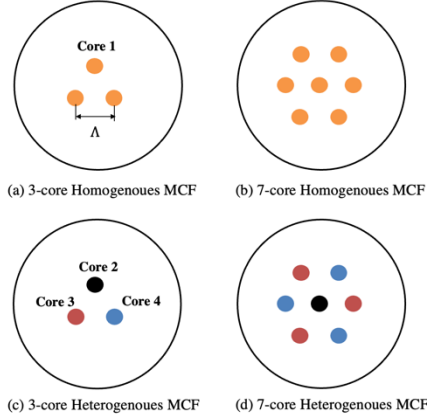 Core 1
Λ
(a) 3-core Homogenoues MCF
(b) 7-core Homogenoues MCF
Core 2
Core 3
Core 4
(c) 3-core Heterogenoues MCF
(d) 7-core Heterogenoues MCF